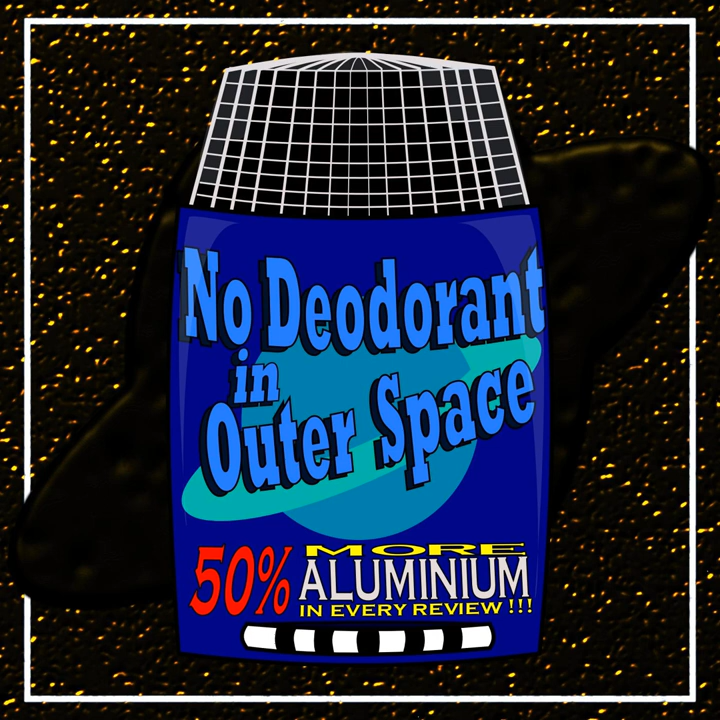 No Deodorant
in
Outer Space
50% MORE
ALUMINIUM
IN EVERY REVIEW !!!